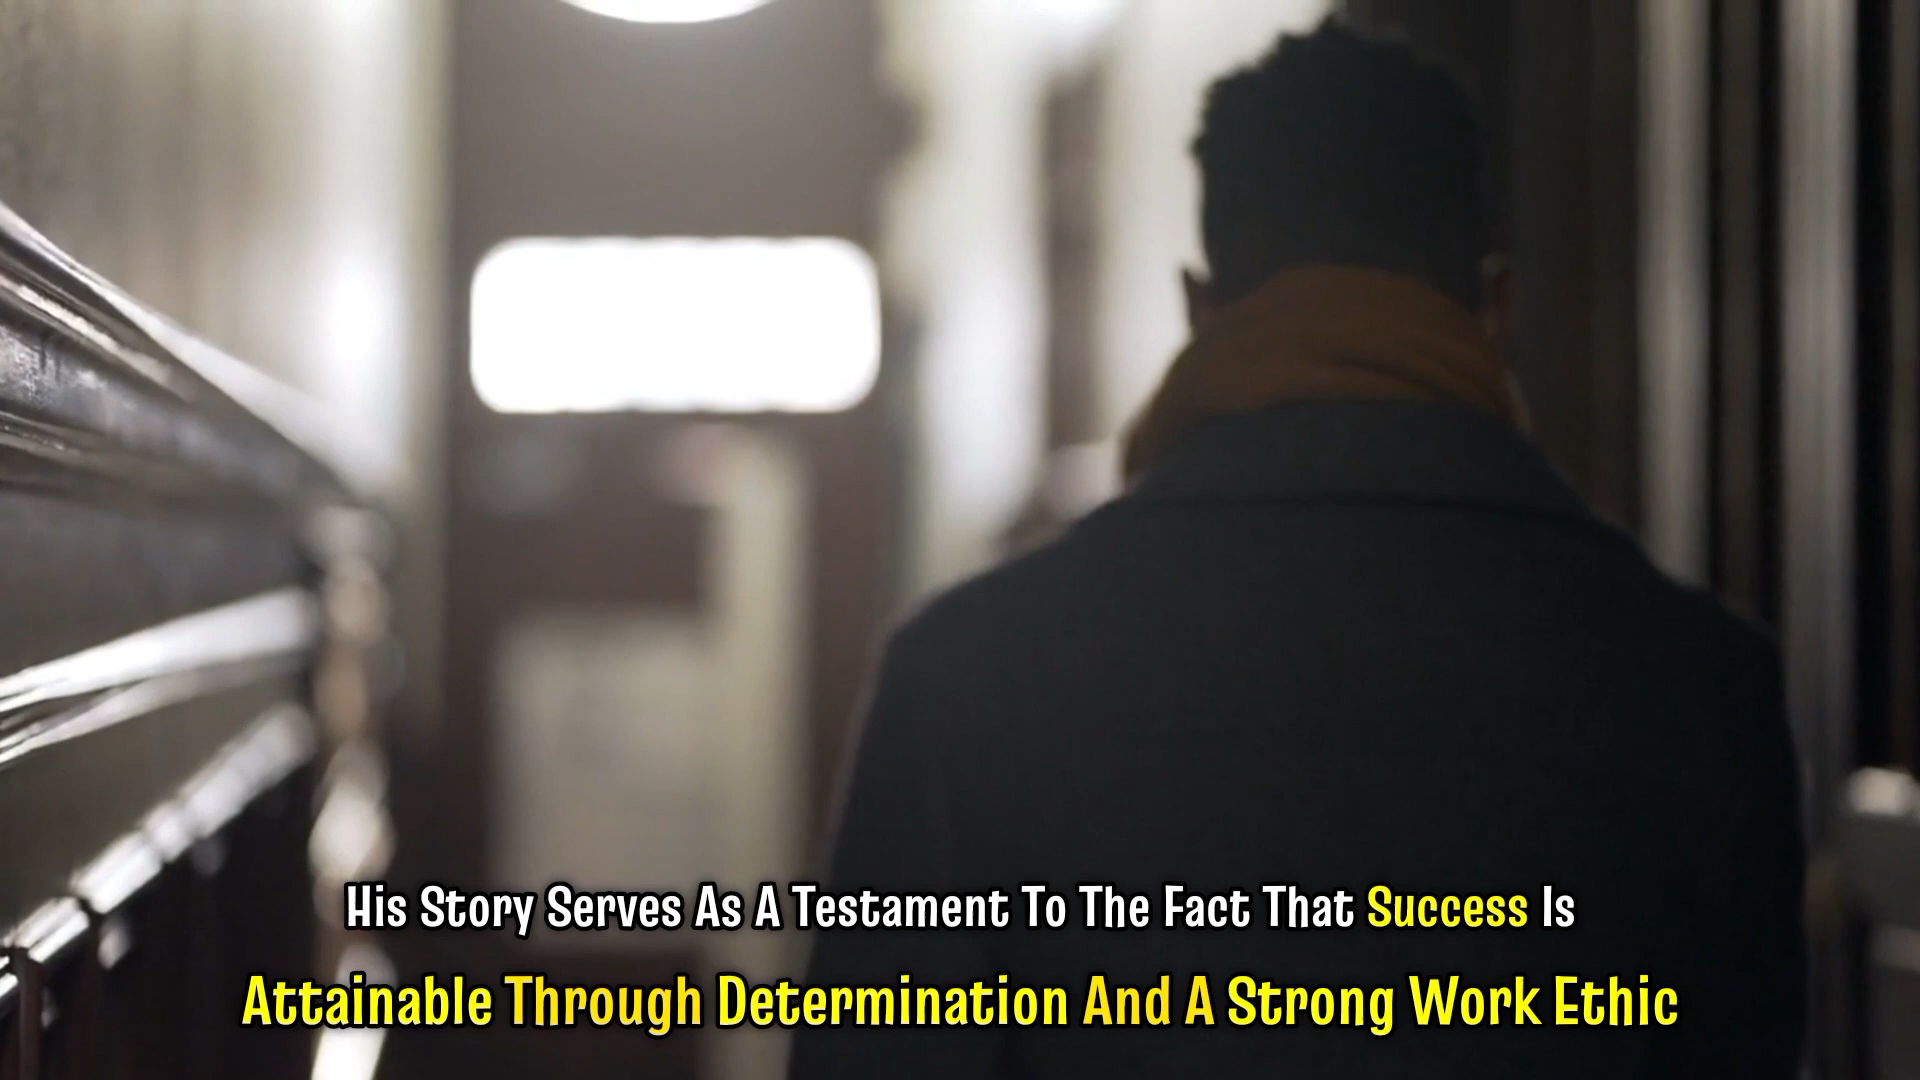 His Story Serves As A Testament To The Fact That Success Is
Attainable Through Determination And A Strong Work Ethic